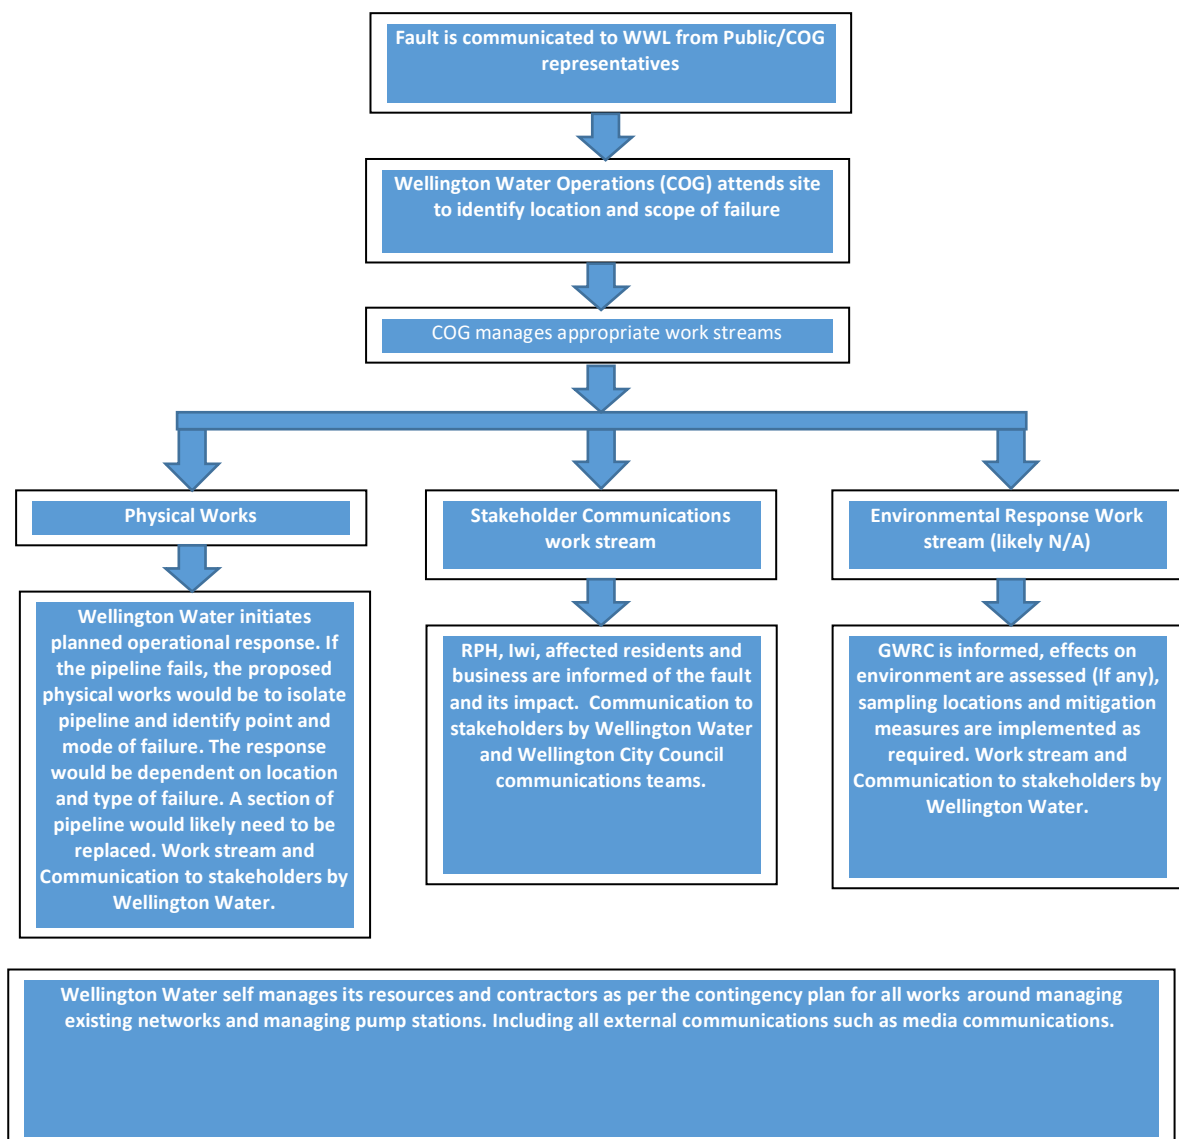 Fault is communicated to WWL from Public/COG
representatives
Wellington Water Operations (COG) attends site
to identify location and scope of failure
COG manages appropriate work streams
Physical Works
Wellington Water initiates
planned operational response. If
the pipeline fails, the proposed
physical works would be to isolate
pipeline and identify point and
mode of failure. The response
would be dependent on location
and type of failure. A section of
pipeline would likely need to be
replaced. Work stream and
Communication to stakeholders by
Wellington Water.
Stakeholder Communications
work stream
RPH, Iwi, affected residents and
business are informed of the fault
and its impact.  Communication to
stakeholders by Wellington Water
and Wellington City Council
communications teams.
Environmental Response Work
stream (likely N/A)
GWRC is informed, effects on
environment are assessed (If any),
sampling locations and mitigation
measures are implemented as
required. Work stream and
Communication to stakeholders by
Wellington Water.
Wellington Water self manages its resources and contractors as per the contingency plan for all works around managing
existing networks and managing pump stations. Including all external communications such as media communications.